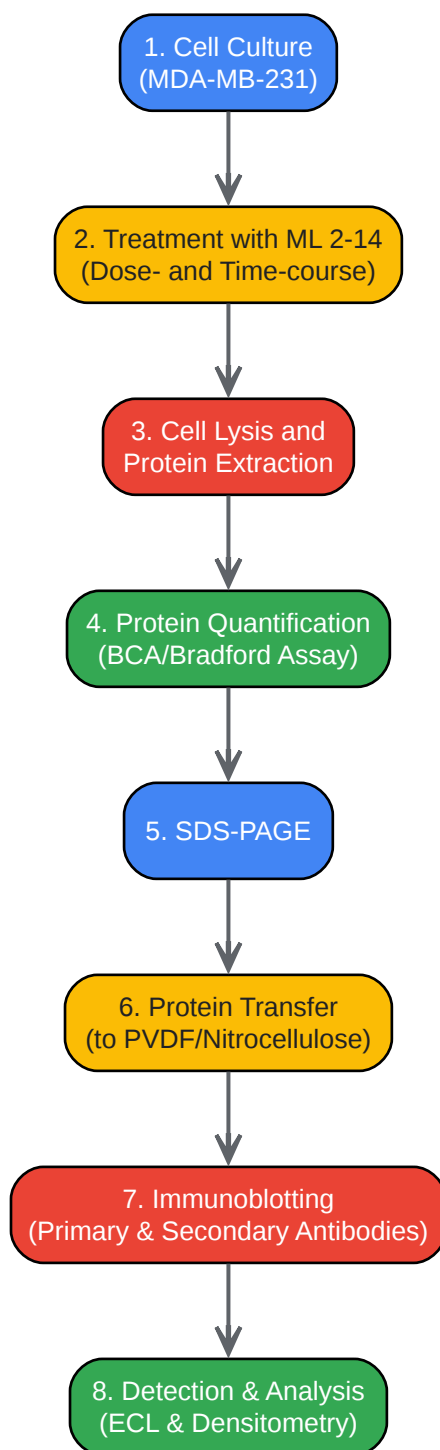 1. Cell Culture
(MDA-MB-231)
2. Treatment with ML 2-14
(Dose- and Time-course)
3. Cell Lysis and
Protein Extraction
4. Protein Quantification
(BCA/Bradford Assay)
5. SDS-PAGE
6. Protein Transfer
(to PVDF/Nitrocellulose)
7. Immunoblotting
(Primary & Secondary Antibodies)
8. Detection & Analysis
(ECL & Densitometry)